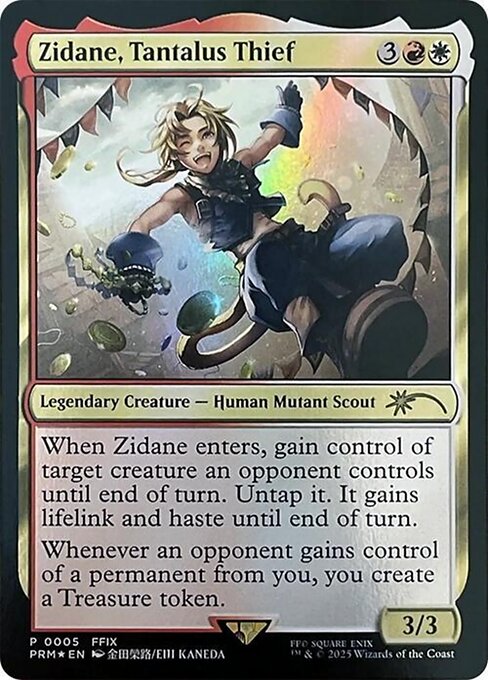 Zidane, Tantalus Thief 3
Legendary Creature — Human Mutant Scout
When Zidane enters, gain control of
target creature an opponent controls
until end of turn. Untap it. It gains
lifelink and haste until end of turn.
Whenever an opponent gains control
of a permanent from you, you create
a Treasure token.
3/3
P 0005 FFIX
PRM★EN 金田榮路/EIJI KANEDA
FF© SQUARE ENIX
™ & © 2025 Wizards of the Coast